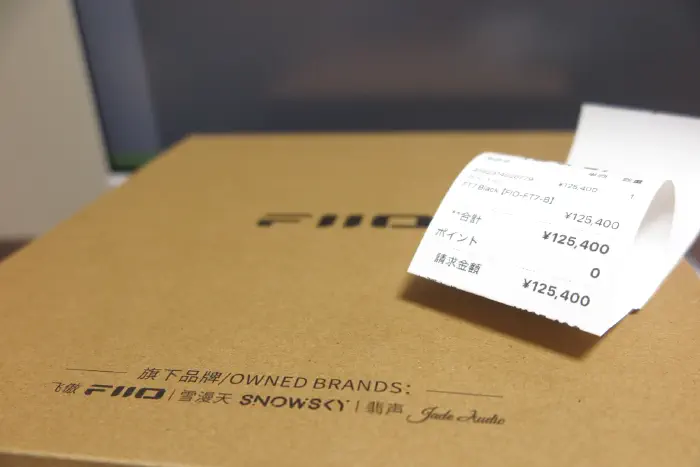 FIIO
¥125,400 1
FT7 Black【FIO-FT7-B】
¥125,400
**合計 ¥125,400
ポイント 0
請求金額 ¥125,400
旗下品牌/OWNED BRANDS:
飞傲 FIIO | 雪漫天 SNOWSKY | 翡声 Jade Audio